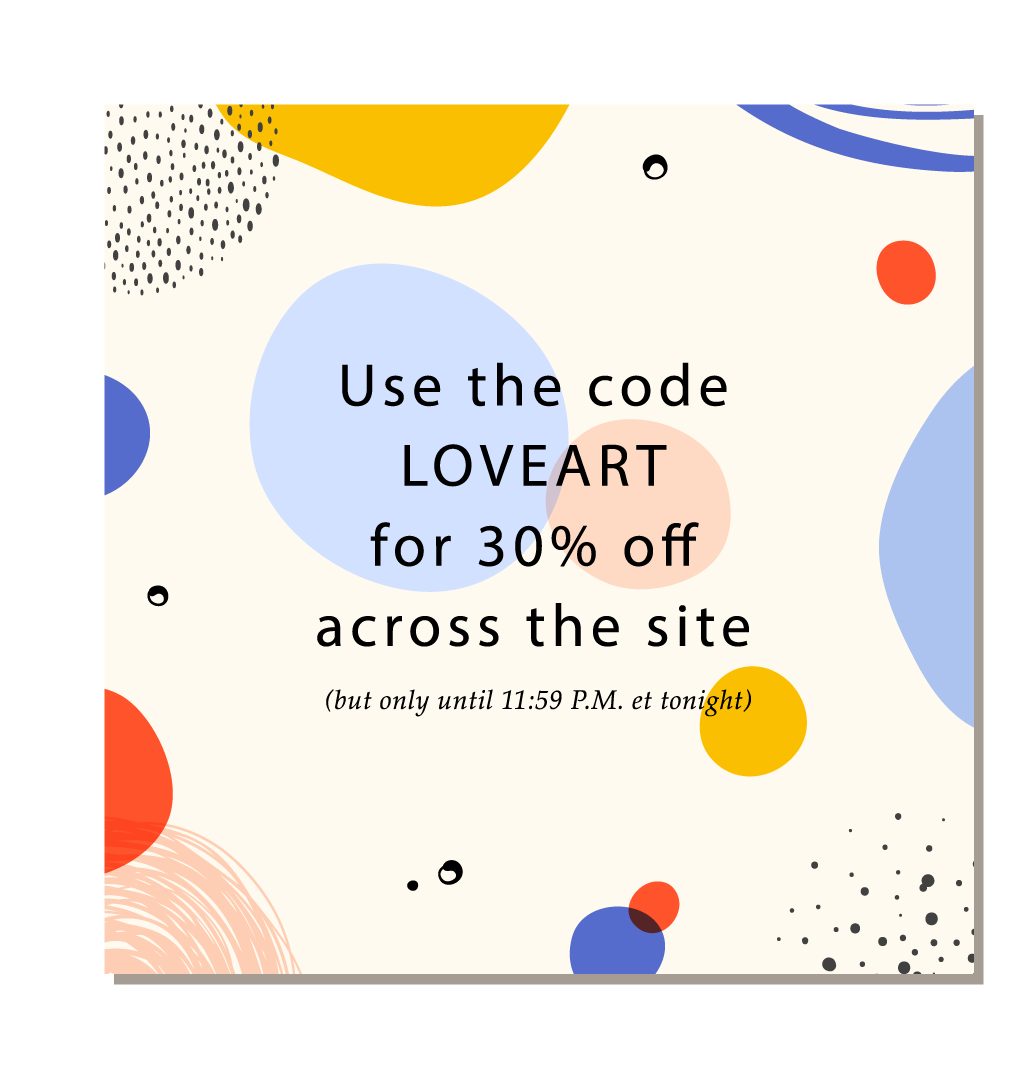 Use the code
LOVEART
for 30% off
across the site
(but only until 11:59 P.M. et tonight)